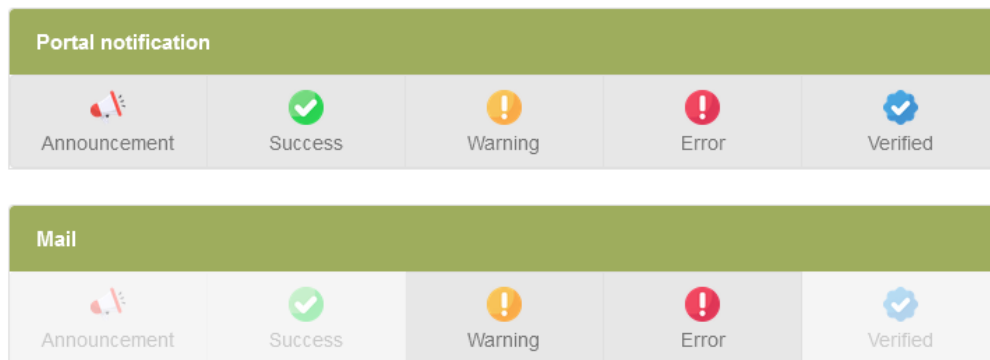 Portal notification
Announcement Success Warning Error Verified
Mail
Announcement Success Warning Error Verified